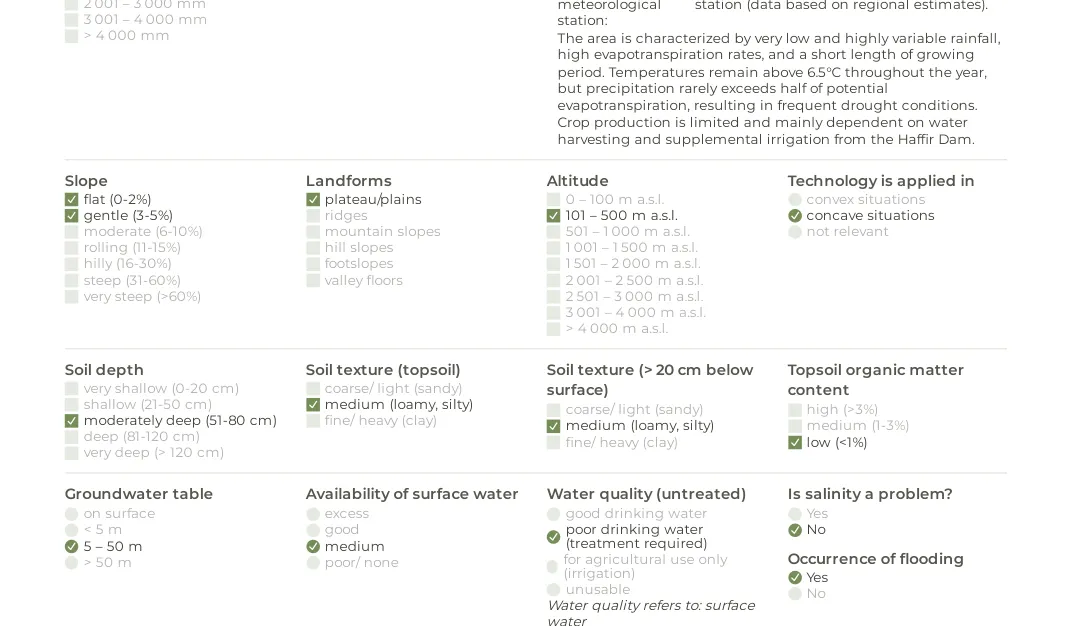 2 001 – 3 000 mm
3 001 – 4 000 mm
> 4 000 mm
meteorological station (data based on regional estimates).
station:
The area is characterized by very low and highly variable rainfall,
high evapotranspiration rates, and a short length of growing
period. Temperatures remain above 6.5°C throughout the year,
but precipitation rarely exceeds half of potential
evapotranspiration, resulting in frequent drought conditions.
Crop production is limited and mainly dependent on water
harvesting and supplemental irrigation from the Haffir Dam.
Slope
flat (0-2%)
gentle (3-5%)
moderate (6-10%)
rolling (11-15%)
hilly (16-30%)
steep (31-60%)
very steep (>60%)
Landforms
plateau/plains
ridges
mountain slopes
hill slopes
footslopes
valley floors
Altitude
0 – 100 m a.s.l.
101 – 500 m a.s.l.
501 – 1 000 m a.s.l.
1 001 – 1 500 m a.s.l.
1 501 – 2 000 m a.s.l.
2 001 – 2 500 m a.s.l.
2 501 – 3 000 m a.s.l.
3 001 – 4 000 m a.s.l.
> 4 000 m a.s.l.
Technology is applied in
convex situations
concave situations
not relevant
Soil depth
very shallow (0-20 cm)
shallow (21-50 cm)
moderately deep (51-80 cm)
deep (81-120 cm)
very deep (> 120 cm)
Soil texture (topsoil)
coarse/ light (sandy)
medium (loamy, silty)
fine/ heavy (clay)
Soil texture (> 20 cm below
surface)
coarse/ light (sandy)
medium (loamy, silty)
fine/ heavy (clay)
Topsoil organic matter
content
high (>3%)
medium (1-3%)
low (<1%)
Groundwater table
on surface
< 5 m
5 – 50 m
> 50 m
Availability of surface water
excess
good
medium
poor/ none
Water quality (untreated)
good drinking water
poor drinking water
(treatment required)
for agricultural use only
(irrigation)
unusable
Water quality refers to: surface
water
Is salinity a problem?
Yes
No
Occurrence of flooding
Yes
No